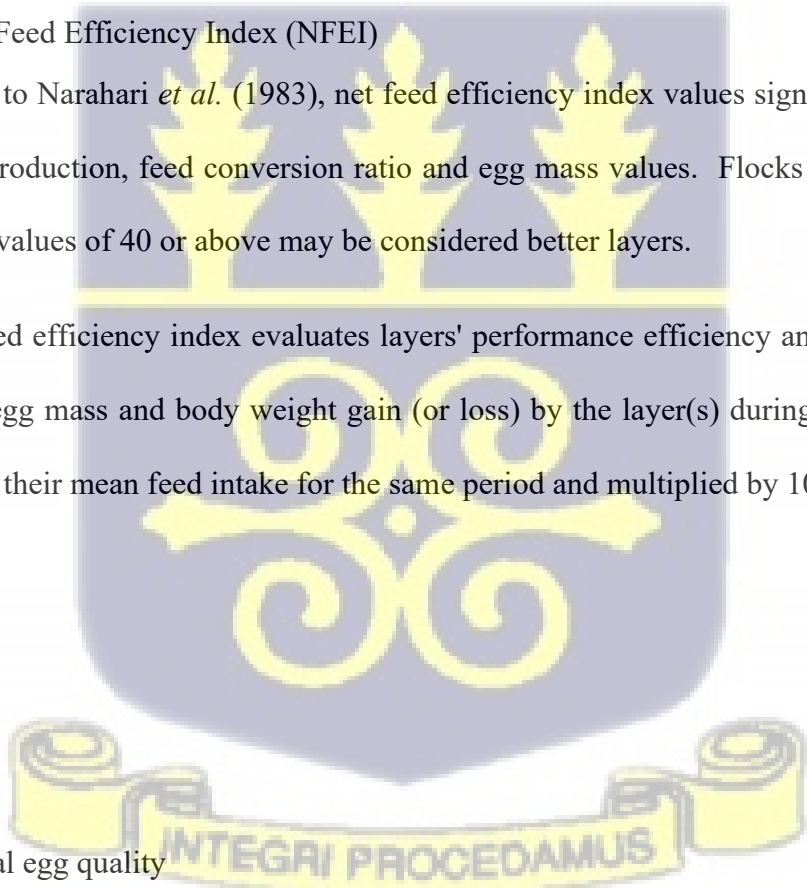 Feed Efficiency Index (NFEI)
to Narahari et al. (1983), net feed efficiency index values sign
roduction, feed conversion ratio and egg mass values. Flocks
values of 40 or above may be considered better layers.
ed efficiency index evaluates layers' performance efficiency an
egg mass and body weight gain (or loss) by the layer(s) during
their mean feed intake for the same period and multiplied by 10
al egg quality
INTEGRI PROCEDAMUS